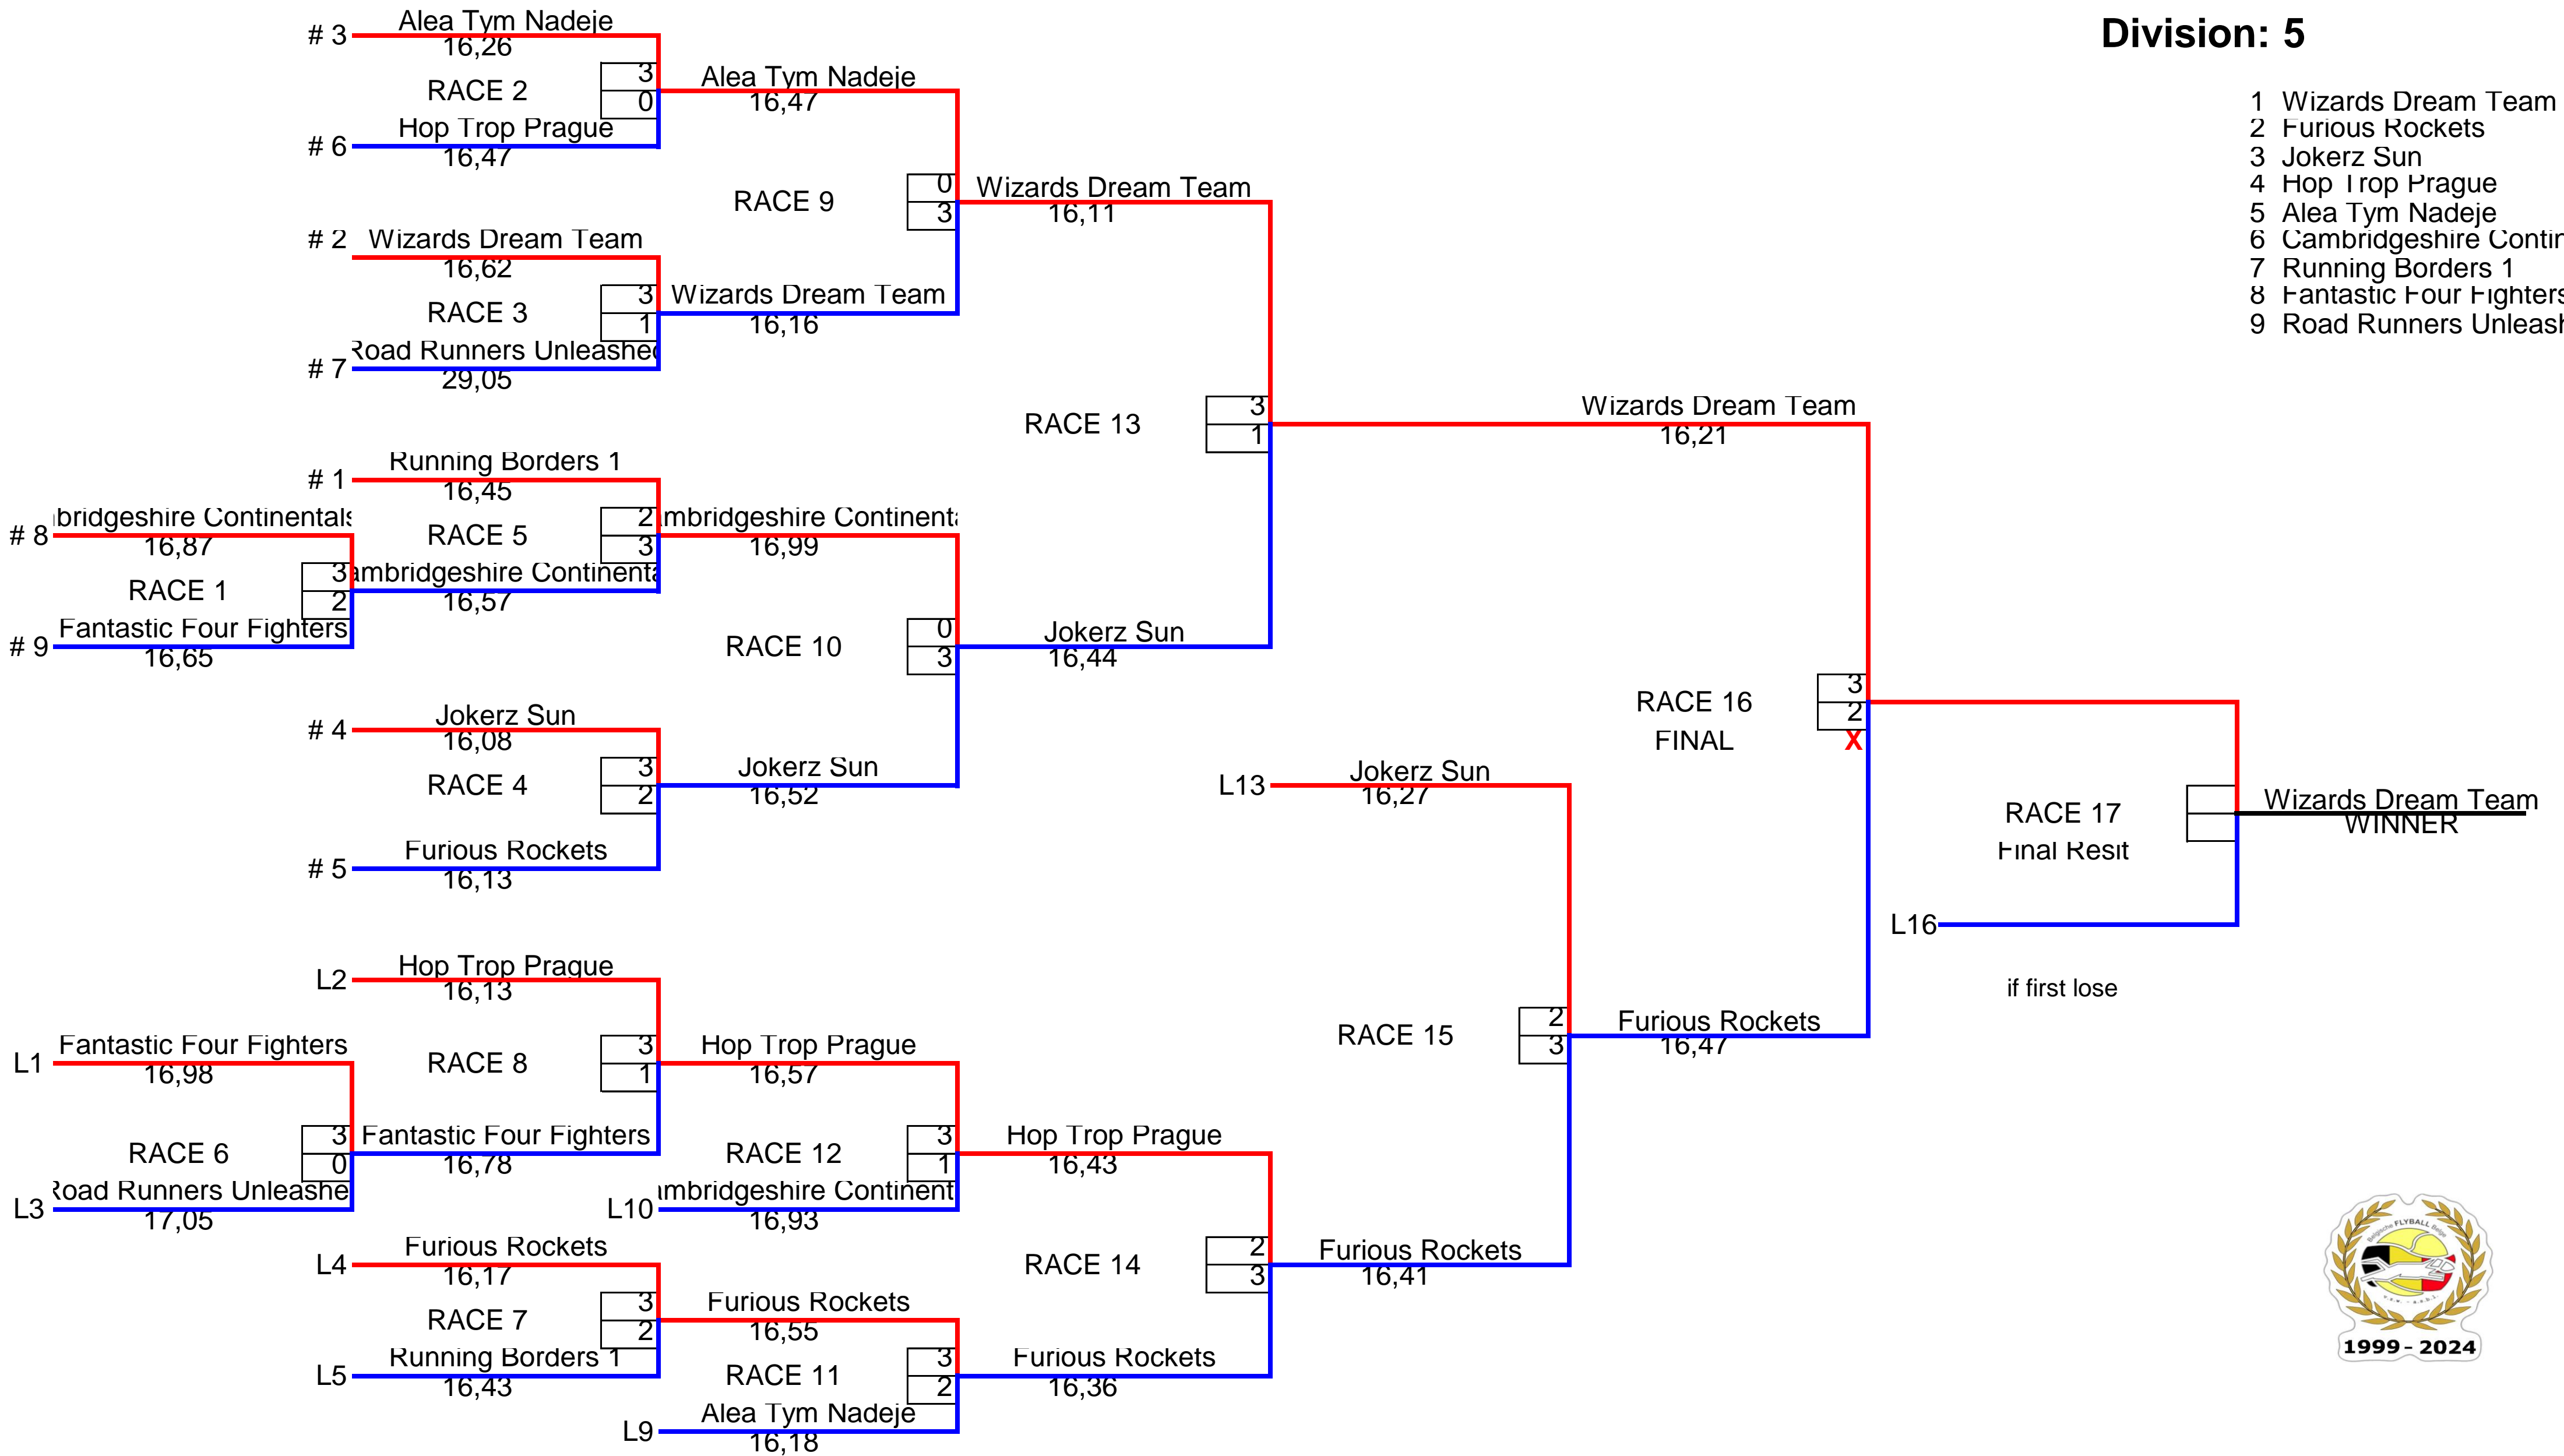 Division: 5
1 Wizards Dream Team
2 Furious Rockets
3 Jokerz Sun
4 Hop Trop Prague
5 Alea Tym Nadeje
6 Cambridgeshire Contin
7 Running Borders 1
8 Fantastic Four Fighters
9 Road Runners Unleash
# 3 Alea Tym Nadeje
16,26
RACE 2
3
0
# 6 Hop Trop Prague
16,47
# 2 Wizards Dream Team
16,62
RACE 3
3
1
# 7 Road Runners Unleashed
29,05
# 1 Running Borders 1
16,45
RACE 5
2
3
# 8 bridgeshire Continentals
16,87
RACE 1
3
2
# 9 Fantastic Four Fighters
16,65
ambridgeshire Continenta
16,57
# 4 Jokerz Sun
16,08
RACE 4
3
2
# 5 Furious Rockets
16,13
L2 Hop Trop Prague
16,13
RACE 8
3
1
L1 Fantastic Four Fighters
16,98
RACE 6
3
0
L3 Road Runners Unleashe
17,05
Fantastic Four Fighters
16,78
L4 Furious Rockets
16,17
RACE 7
3
2
L5 Running Borders 1
16,43
Alea Tym Nadeje
16,47
RACE 9
0
3
Wizards Dream Team
16,16
mbridgeshire Continenta
16,99
RACE 10
0
3
Jokerz Sun
16,52
Hop Trop Prague
16,57
RACE 12
3
1
L10 ambridgeshire Continent
16,93
Furious Rockets
16,55
RACE 11
3
2
L9 Alea Tym Nadeje
16,18
Wizards Dream Team
16,11
RACE 13
3
1
Jokerz Sun
16,44
Hop Trop Prague
16,43
RACE 14
2
3
Furious Rockets
16,36
L13 Jokerz Sun
16,27
RACE 15
2
3
Furious Rockets
16,41
Wizards Dream Team
16,21
RACE 16
FINAL
3
2
X
Furious Rockets
16,47
RACE 17
Final Resit
L16
if first lose
Wizards Dream Team
WINNER
Belgische FLYBALL Belge
v.z.w. - a.s.b.l.
1999 - 2024